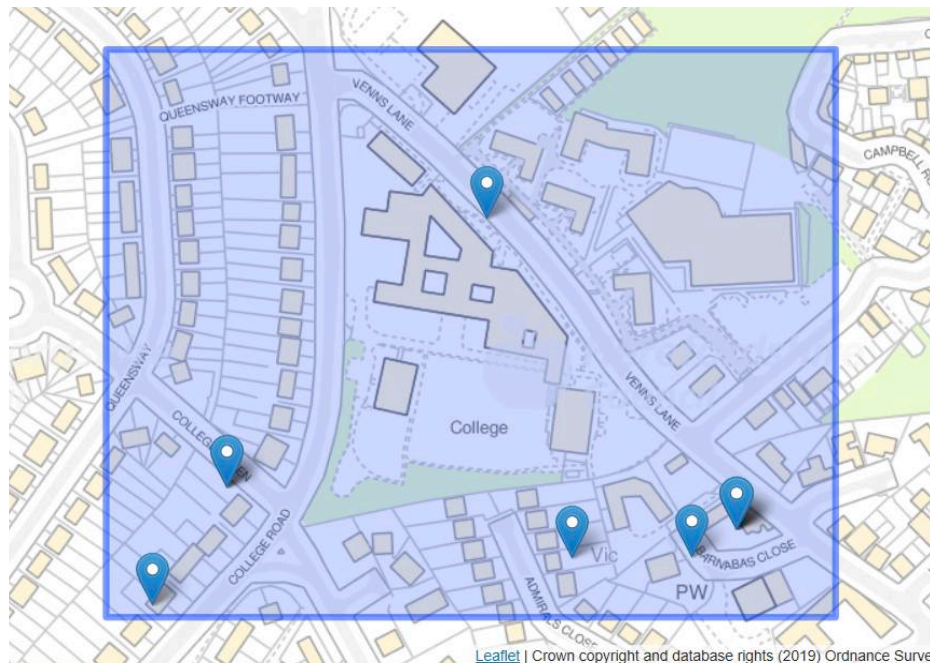 VENNS LANE
QUEENSWAY FOOTWAY
CAMPBELL
QUEENSWAY
VENNS LANE
COLLEGE
College
COLLEGE ROAD
Vic
BARNABAS CLOSE
ADMIRALS CLOSE
PW
Leaflet | Crown copyright and database rights (2019) Ordnance Surve